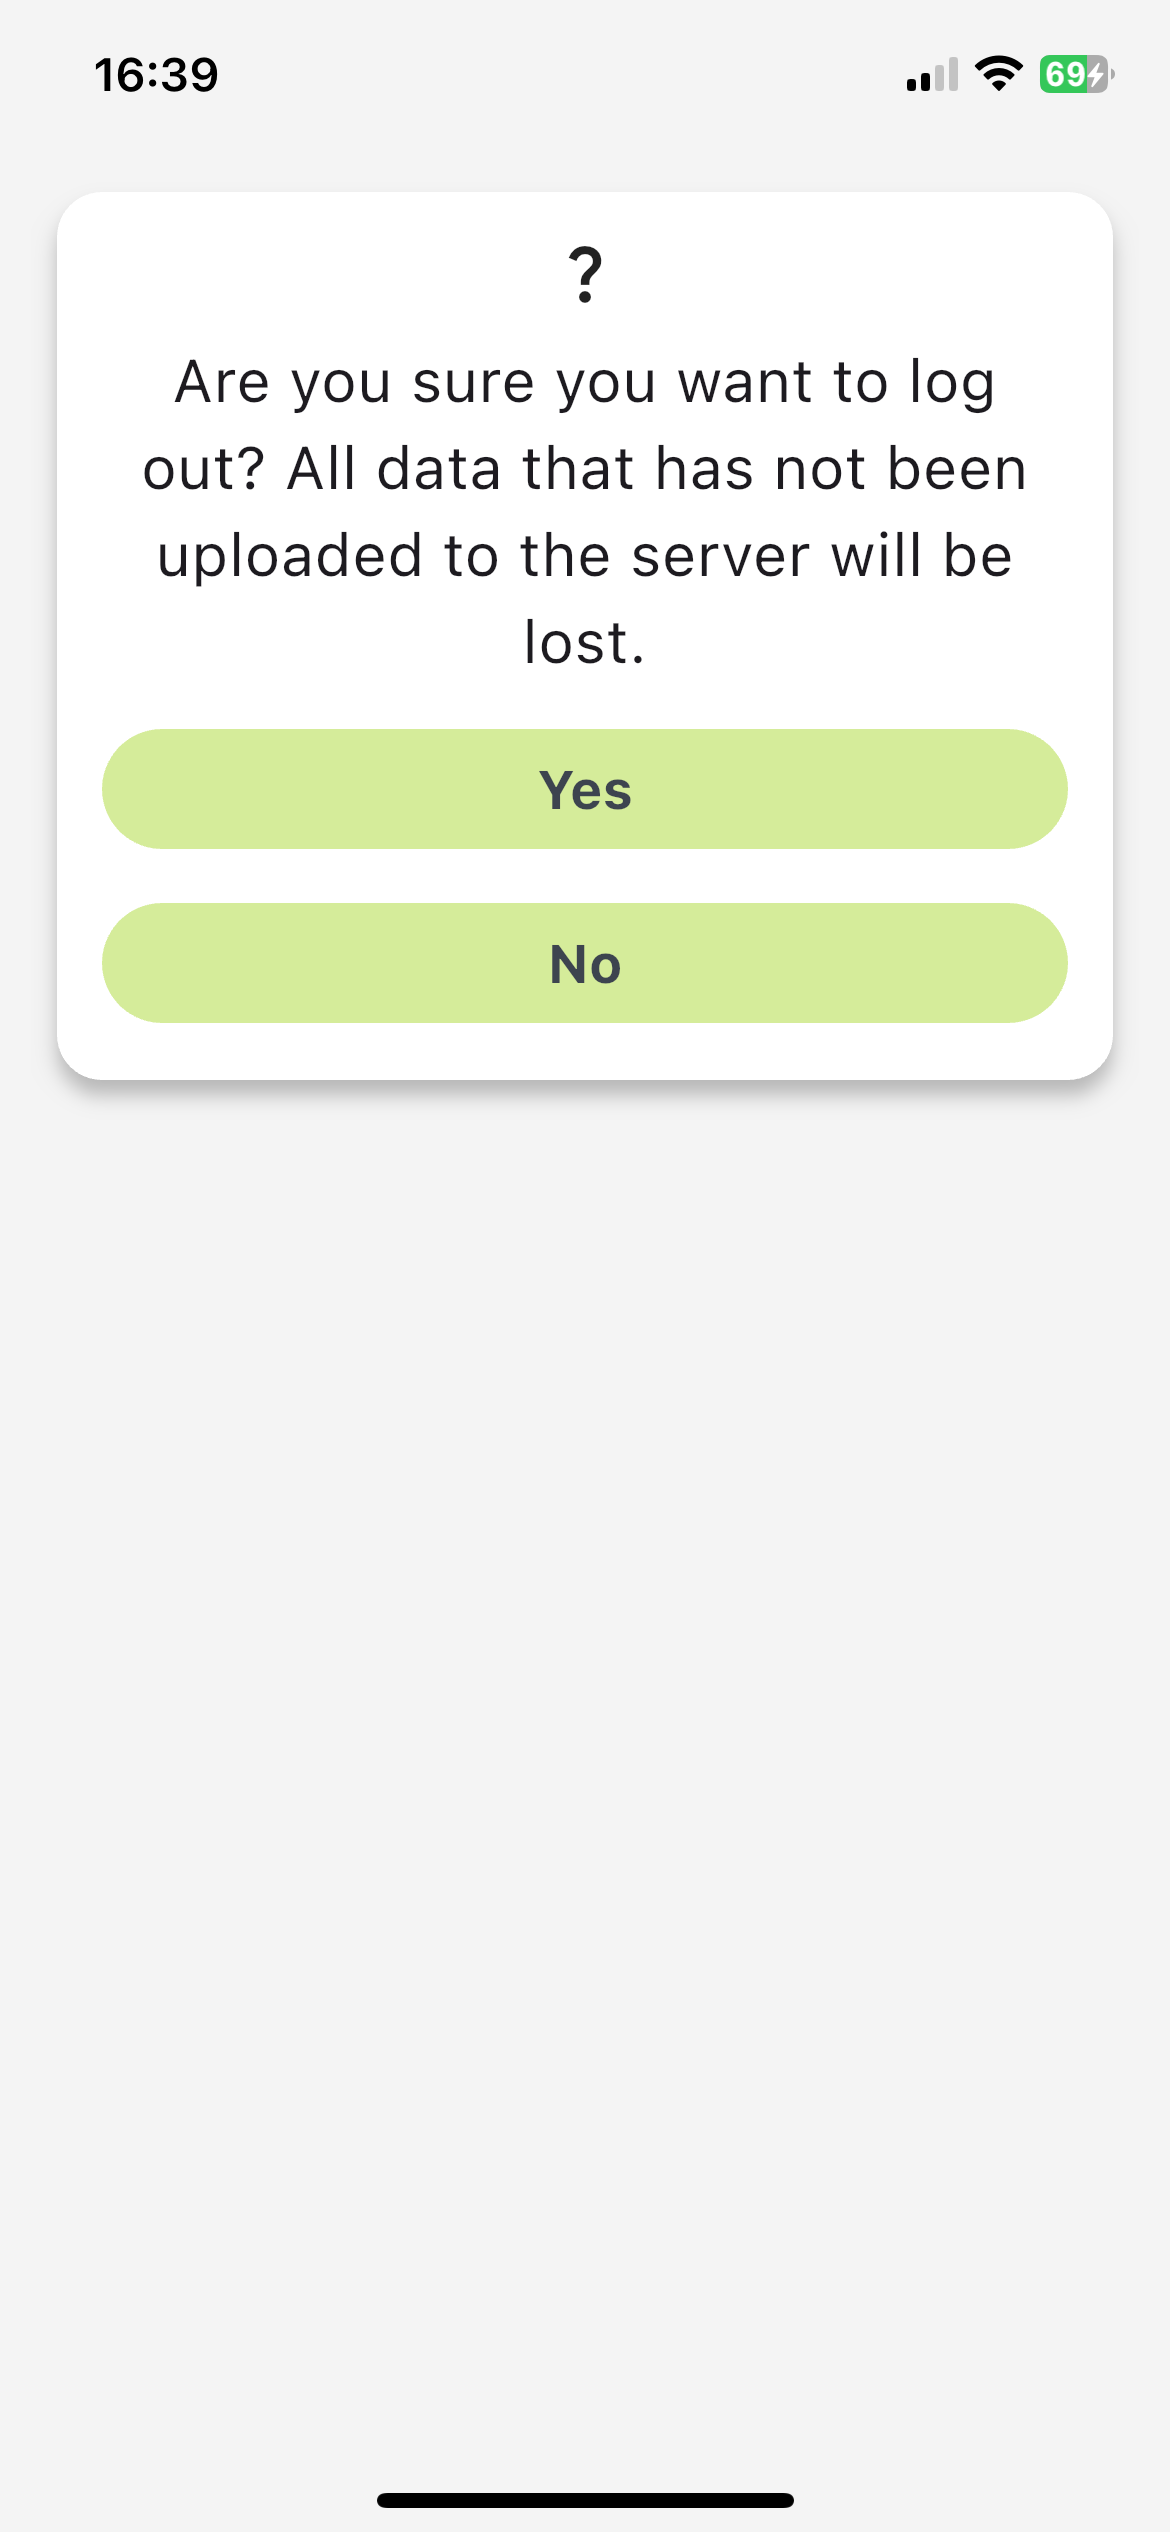 16:39
69
?
Are you sure you want to log
out? All data that has not been
uploaded to the server will be
lost.
Yes
No